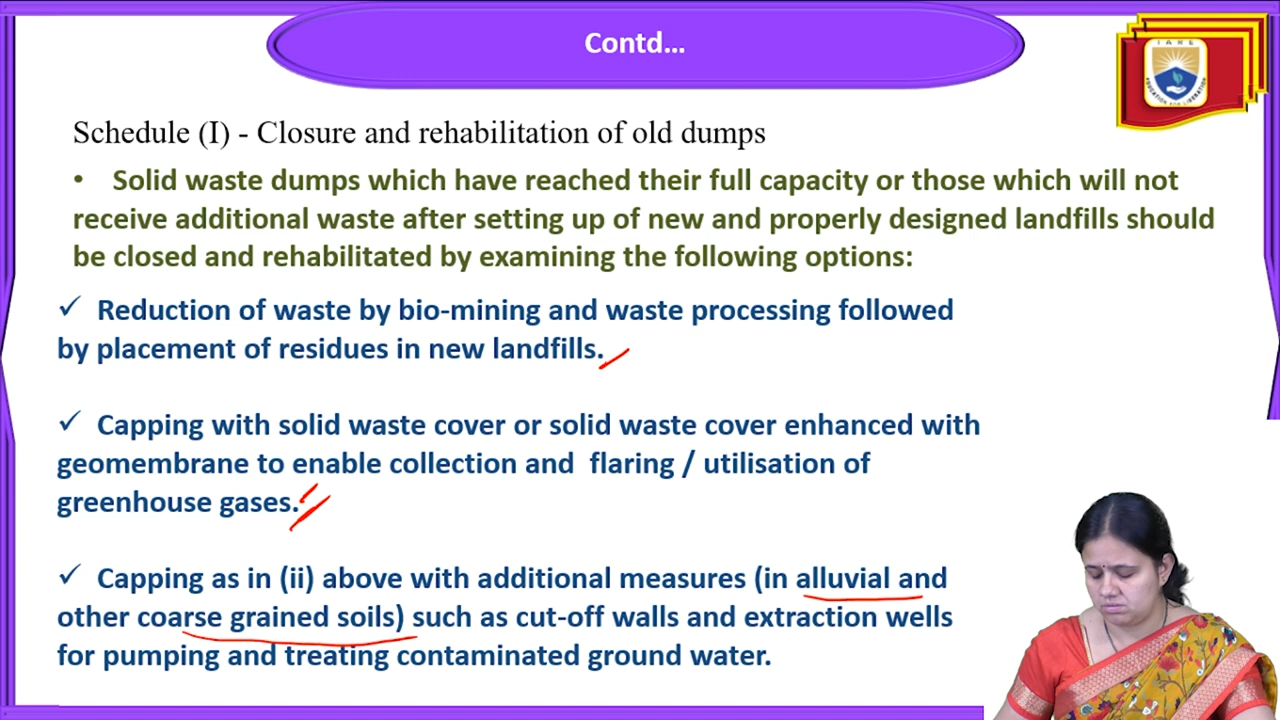 Contd...
IARE
EDUCATION FOR LIBERATION
Schedule (I) - Closure and rehabilitation of old dumps
• Solid waste dumps which have reached their full capacity or those which will not
receive additional waste after setting up of new and properly designed landfills should
be closed and rehabilitated by examining the following options:
✓ Reduction of waste by bio-mining and waste processing followed
by placement of residues in new landfills.
✓ Capping with solid waste cover or solid waste cover enhanced with
geomembrane to enable collection and flaring / utilisation of
greenhouse gases.
✓ Capping as in (ii) above with additional measures (in alluvial and
other coarse grained soils) such as cut-off walls and extraction wells
for pumping and treating contaminated ground water.